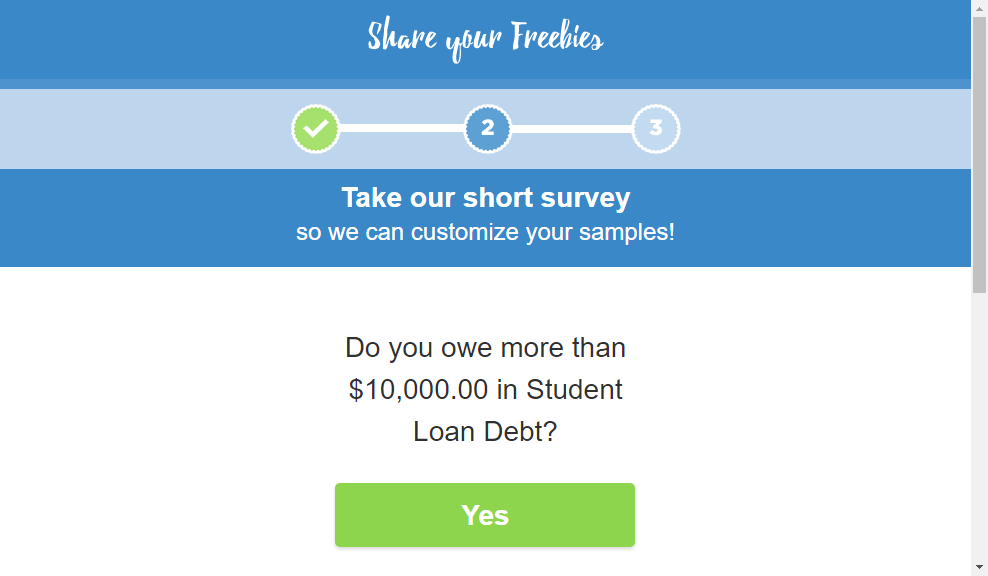 Share your Freebies
2
3
Take our short survey
so we can customize your samples!
Do you owe more than
$10,000.00 in Student
Loan Debt?
Yes